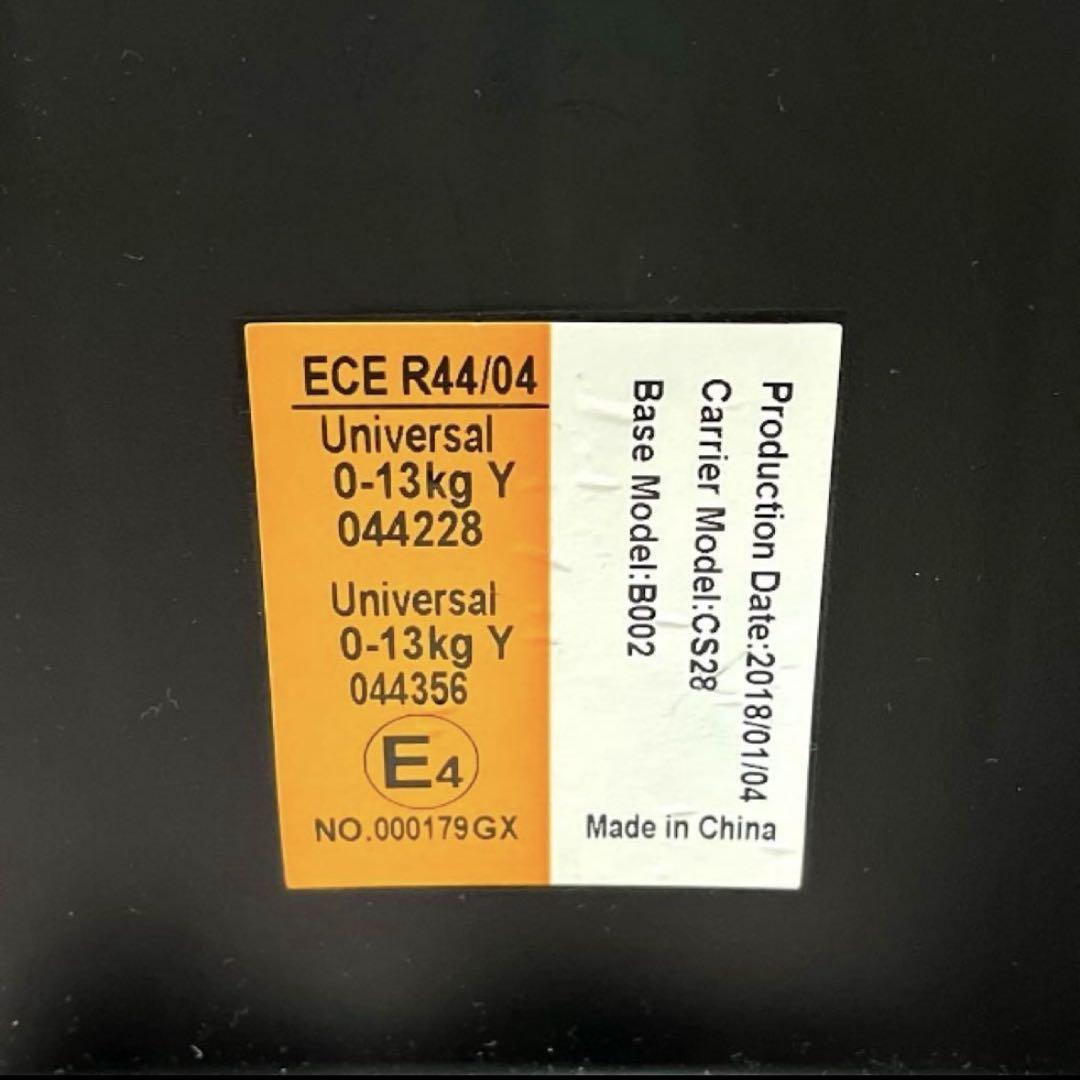 ECE R44/04
Universal
0-13kg Y
044228
Universal
0-13kg Y
044356
E4
NO.000179GX
Production Date:2018/01/04
Carrier Model:CS28
Base Model:B002
Made in China